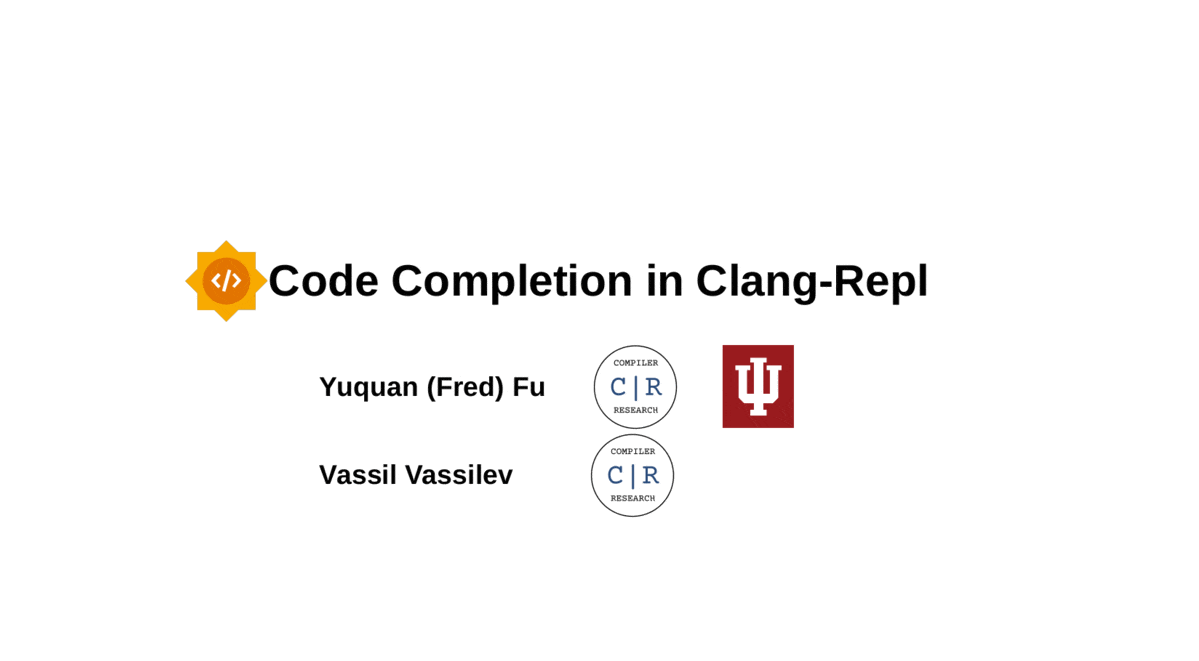 </> Code Completion in Clang-Repl
Yuquan (Fred) Fu
COMPILER
C|R
RESEARCH
Vassil Vassilev
COMPILER
C|R
RESEARCH